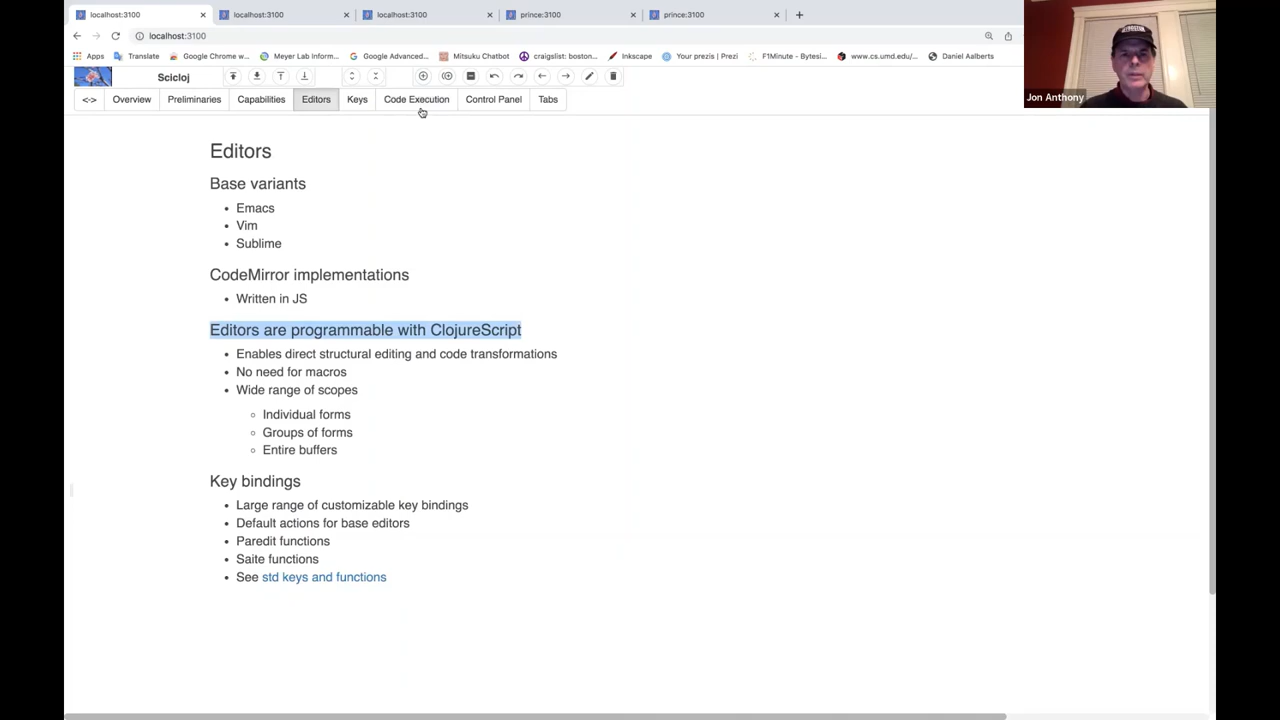 localhost:3100
localhost:3100
localhost:3100
prince:3100
prince:3100
localhost:3100
Apps
Translate
Google Chrome w...
Meyer Lab Inform...
Google Advanced...
Mitsuku Chatbot
craigslist: boston...
Inkscape
Your prezis | Prezi
F1Minute - Bytesi...
www.cs.umd.edu/...
Daniel Aalberts
Scicloj
<-> Overview Preliminaries Capabilities Editors Keys Code Execution Control Panel Tabs
Jon Anthony
Editors
Base variants
• Emacs
• Vim
• Sublime
CodeMirror implementations
• Written in JS
Editors are programmable with ClojureScript
• Enables direct structural editing and code transformations
• No need for macros
• Wide range of scopes
◦ Individual forms
◦ Groups of forms
◦ Entire buffers
Key bindings
• Large range of customizable key bindings
• Default actions for base editors
• Paredit functions
• Saite functions
• See std keys and functions